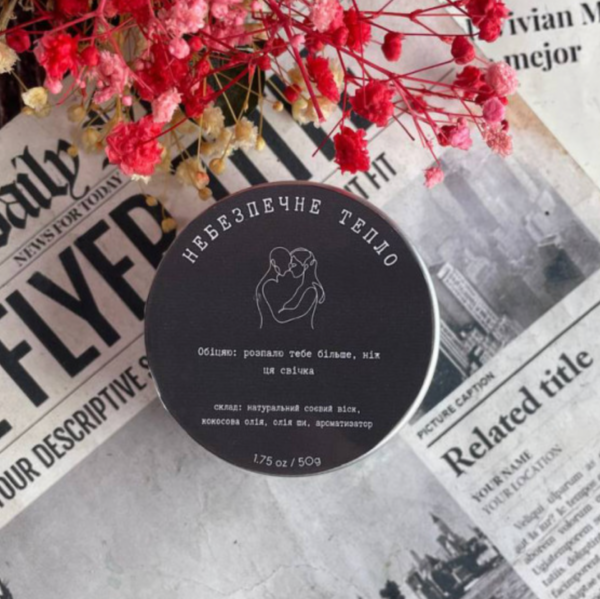 Vivian M
mejor
Daily
NEWS FOR TODAY
FLYER
FIT
YOUR DESCRIPTIVE S
НЕБЕЗПЕЧНЕ ТЕПЛО
Обіцяю: розпалю тебе більше, ніж
ця свічка
склад: натуральний соєвий віск,
кокосова олія, олія ши, ароматизатор
1,75 oz / 50g
PICTURE CAPTION
Related title
YOUR NAME
YOUR LOCATION